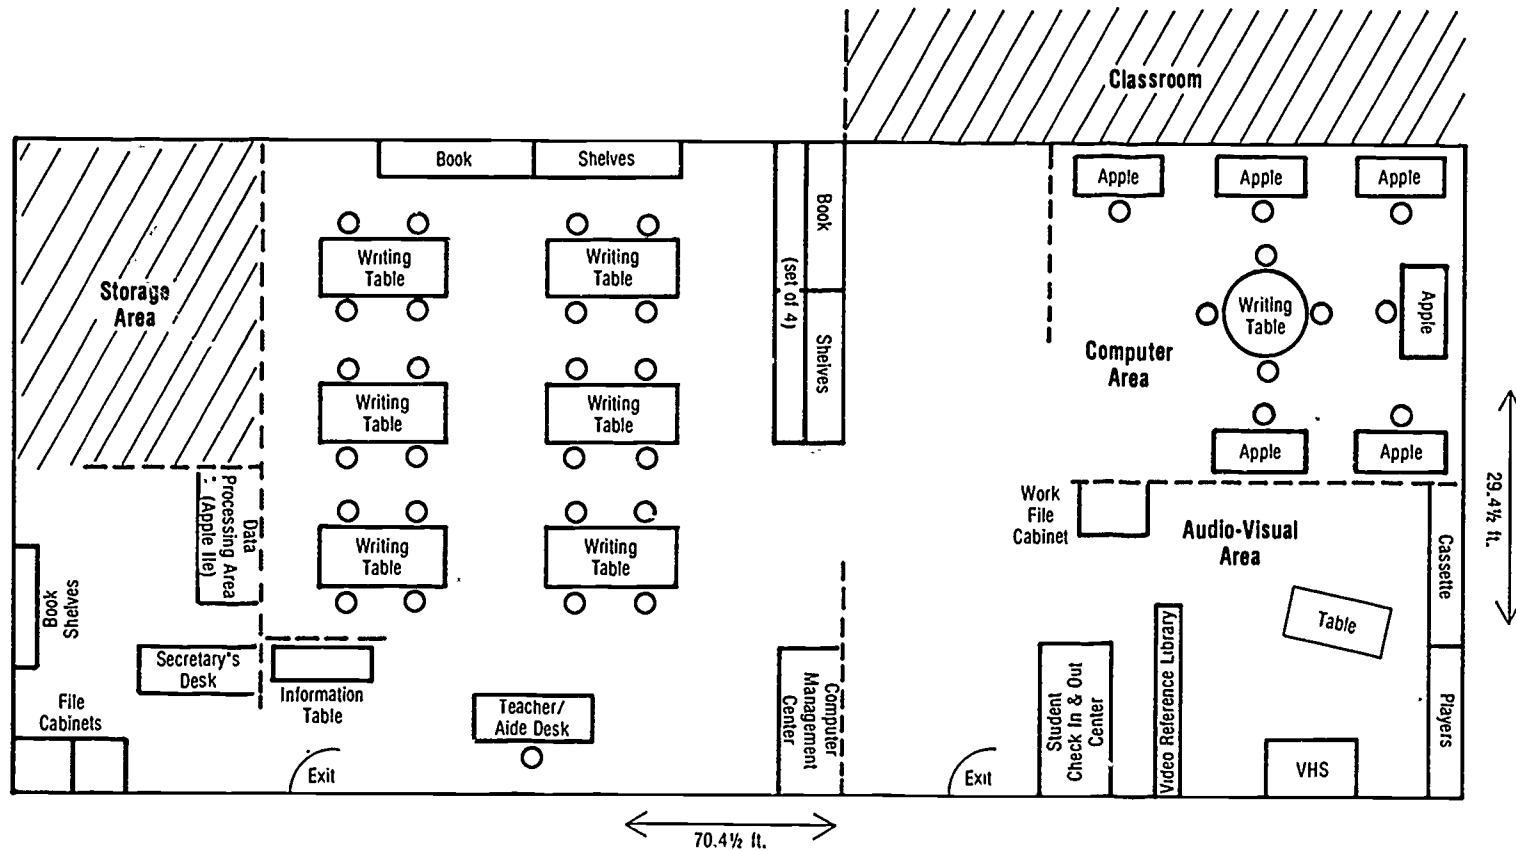 Classroom
Book
Shelves
Apple
Apple
Apple
Book
Shelves
(set of 4)
Writing
Table
Writing
Table
Storage
Area
Writing
Table
Apple
Computer
Area
Writing
Table
Writing
Table
Apple
Apple
Data
Processing Area
(Apple IIe)
Work
File
Cabinet
Audio-Visual
Area
Cassette
Players
29.4½ ft.
Writing
Table
Writing
Table
Book
Shelves
Table
Secretary's
Desk
Information
Table
File
Cabinets
Teacher/
Aide Desk
Computer
Management
Center
Student
Check In & Out
Center
Video Reference Library
VHS
Exit
Exit
70.4½ ft.